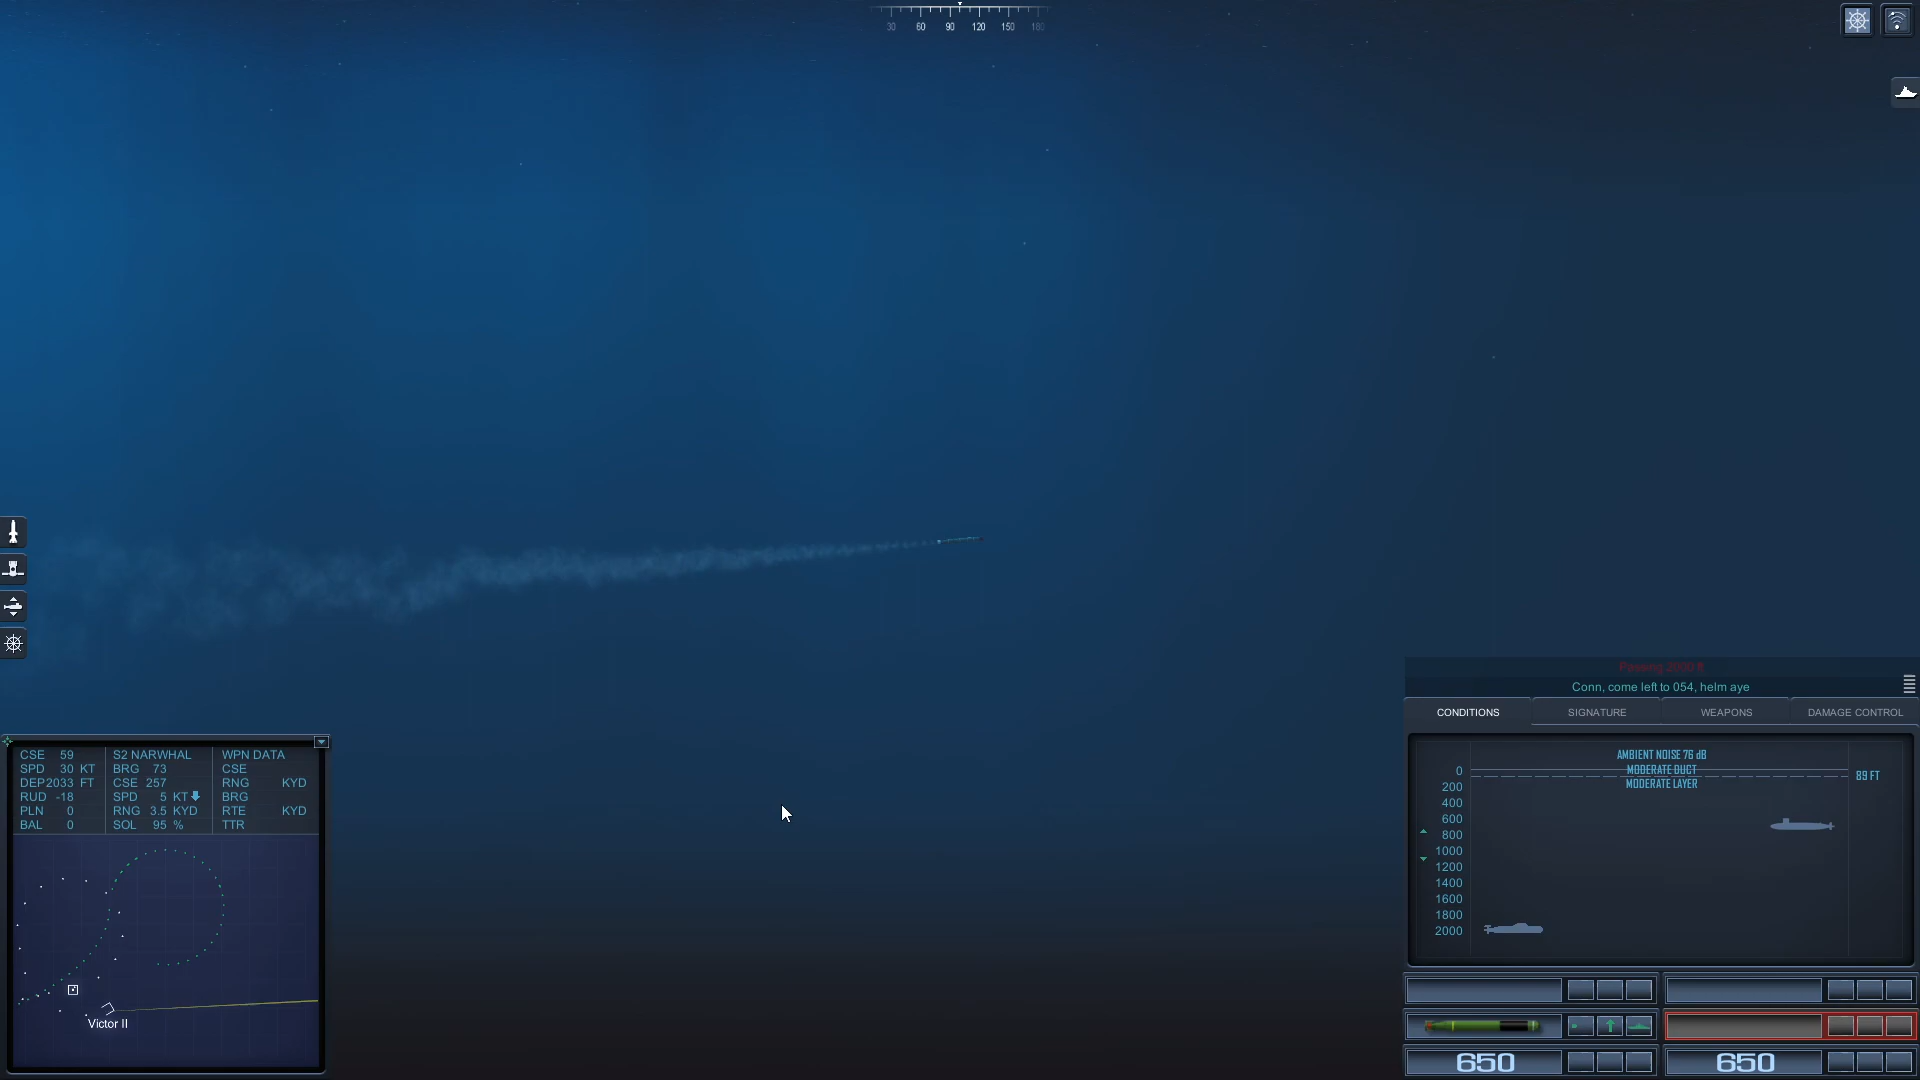 30 60 90 120 150 180
CSE 59
SPD 30 KT
DEP2033 FT
RUD -18
PLN 0
BAL 0
S2 NARWHAL
BRG 73
CSE 257
SPD 5 KT
RNG 3.5 KYD
SOL 95 %
WPN DATA
CSE
RNG KYD
BRG
RTE KYD
TTR
Victor II
Passing 2000 ft
Conn, come left to 054, helm aye
CONDITIONS SIGNATURE WEAPONS DAMAGE CONTROL
AMBIENT NOISE 76 dB
MODERATE DUCT
MODERATE LAYER
89 FT
0
200
400
600
800
1000
1200
1400
1600
1800
2000
650 650